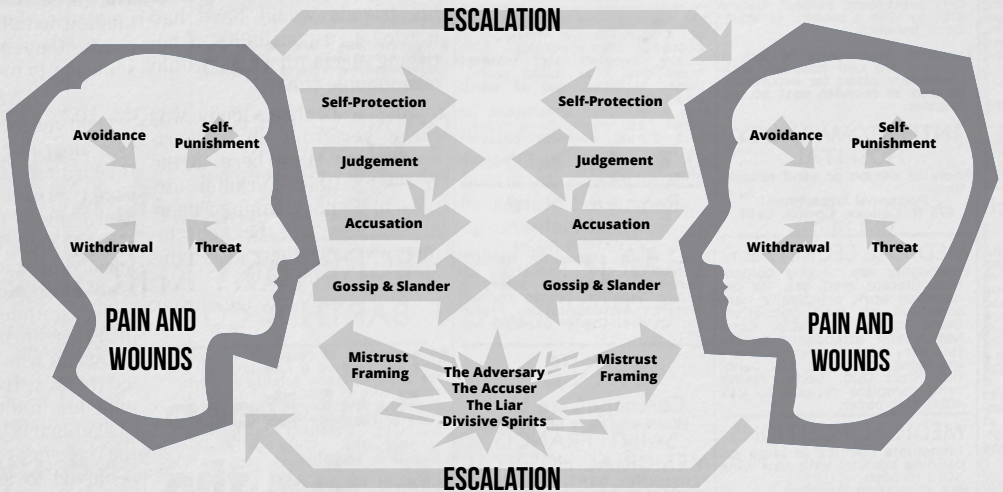 ESCALATION
Avoidance
Self-
Punishment
Withdrawal
Threat
PAIN AND
WOUNDS
Self-Protection
Judgement
Accusation
Gossip & Slander
Mistrust
Framing
The Adversary
The Accuser
The Liar
Divisive Spirits
Self-Protection
Judgement
Accusation
Gossip & Slander
Mistrust
Framing
Avoidance
Self-
Punishment
Withdrawal
Threat
PAIN AND
WOUNDS
ESCALATION